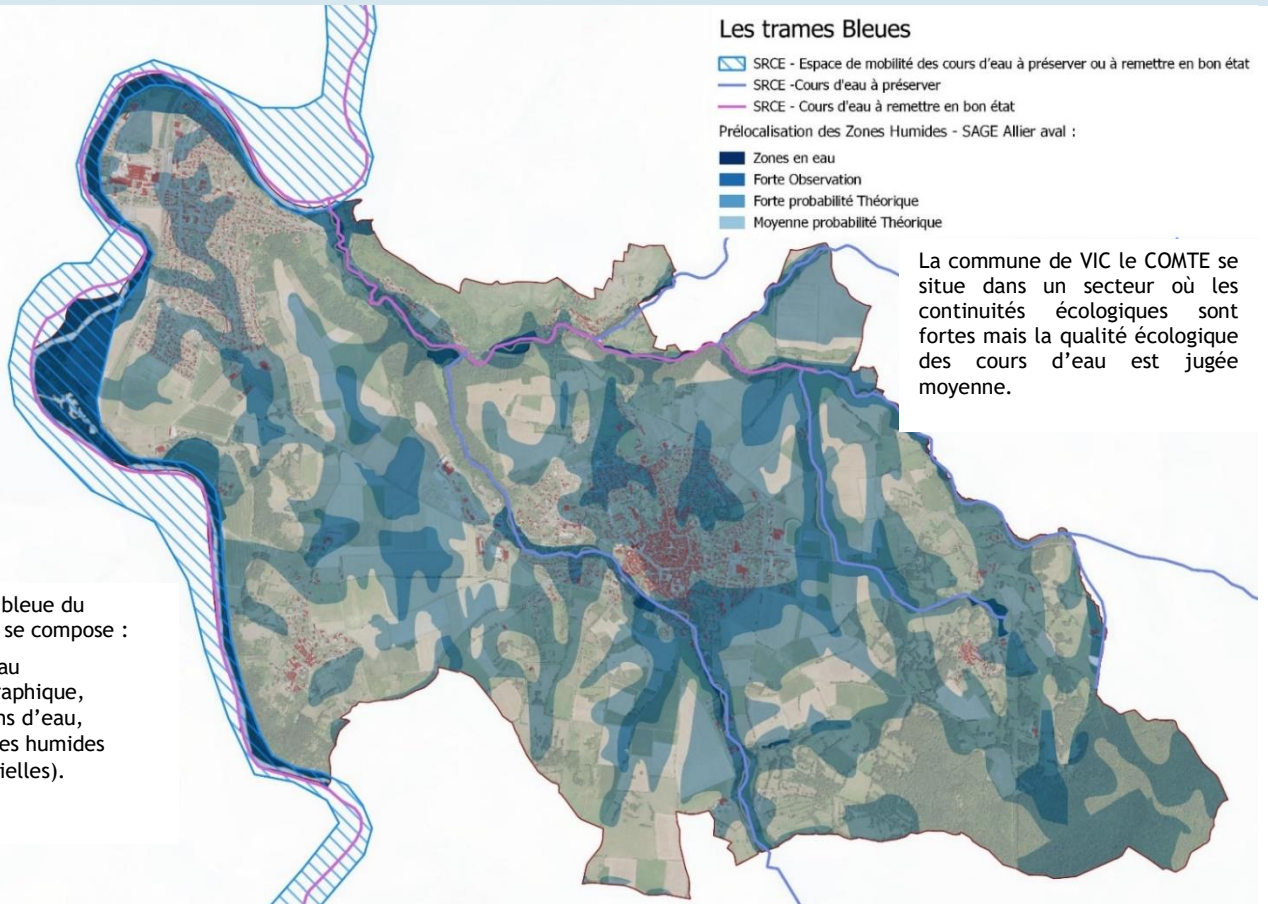 Les trames Bleues
SRCE - Espace de mobilité des cours d'eau à préserver ou à remettre en bon état
SRCE -Cours d'eau à préserver
SRCE - Cours d'eau à remettre en bon état
Prélocalisation des Zones Humides - SAGE Allier aval :
Zones en eau
Forte Observation
Forte probabilité Théorique
Moyenne probabilité Théorique
La commune de VIC le COMTE se
situe dans un secteur où les
continuités écologiques sont
fortes mais la qualité écologique
des cours d'eau est jugée
moyenne.
bleue du
se compose :
au
raphique,
ns d'eau,
es humides
ielles).